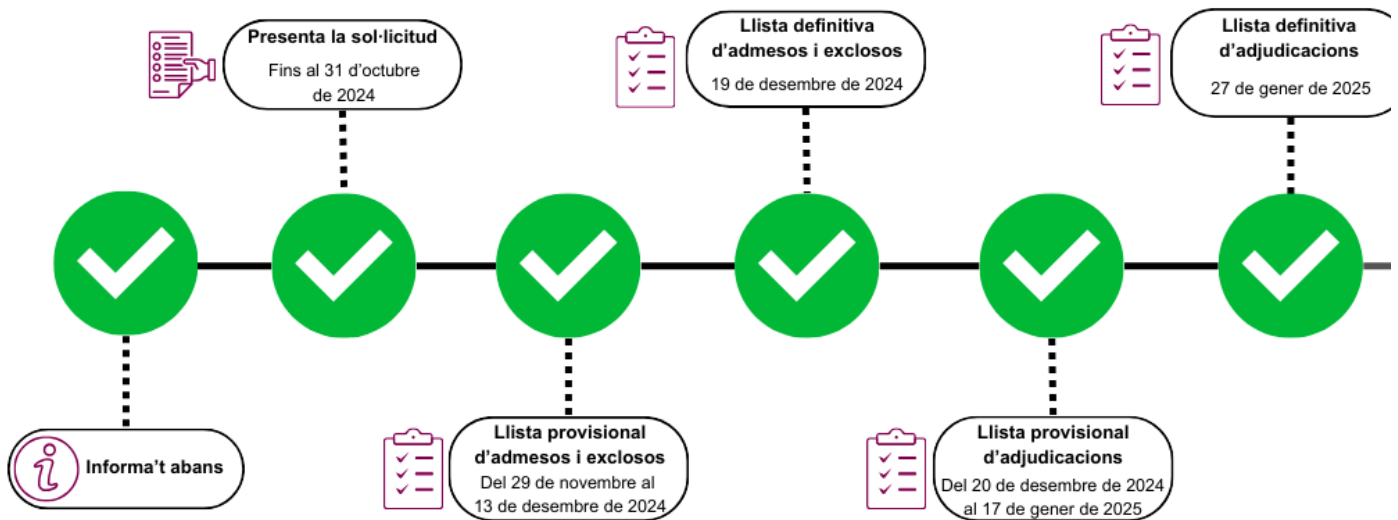 Presenta la sol·licitud
Fins al 31 d'octubre
de 2024
Llista definitiva
d'admesos i exclosos
19 de desembre de 2024
Llista definitiva
d'adjudicacions
27 de gener de 2025
Informa't abans
Llista provisional
d'admesos i exclosos
Del 29 de novembre al
13 de desembre de 2024
Llista provisional
d'adjudicacions
Del 20 de desembre de 2024
al 17 de gener de 2025